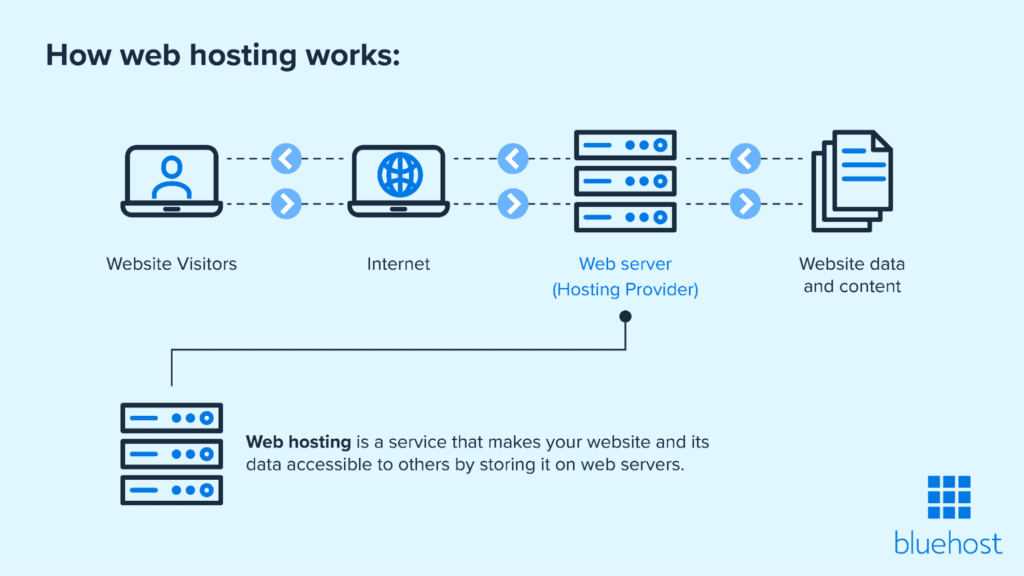 How web hosting works:
Website Visitors
Internet
Web server
(Hosting Provider)
Website data
and content
Web hosting is a service that makes your website and its
data accessible to others by storing it on web servers.
bluehost